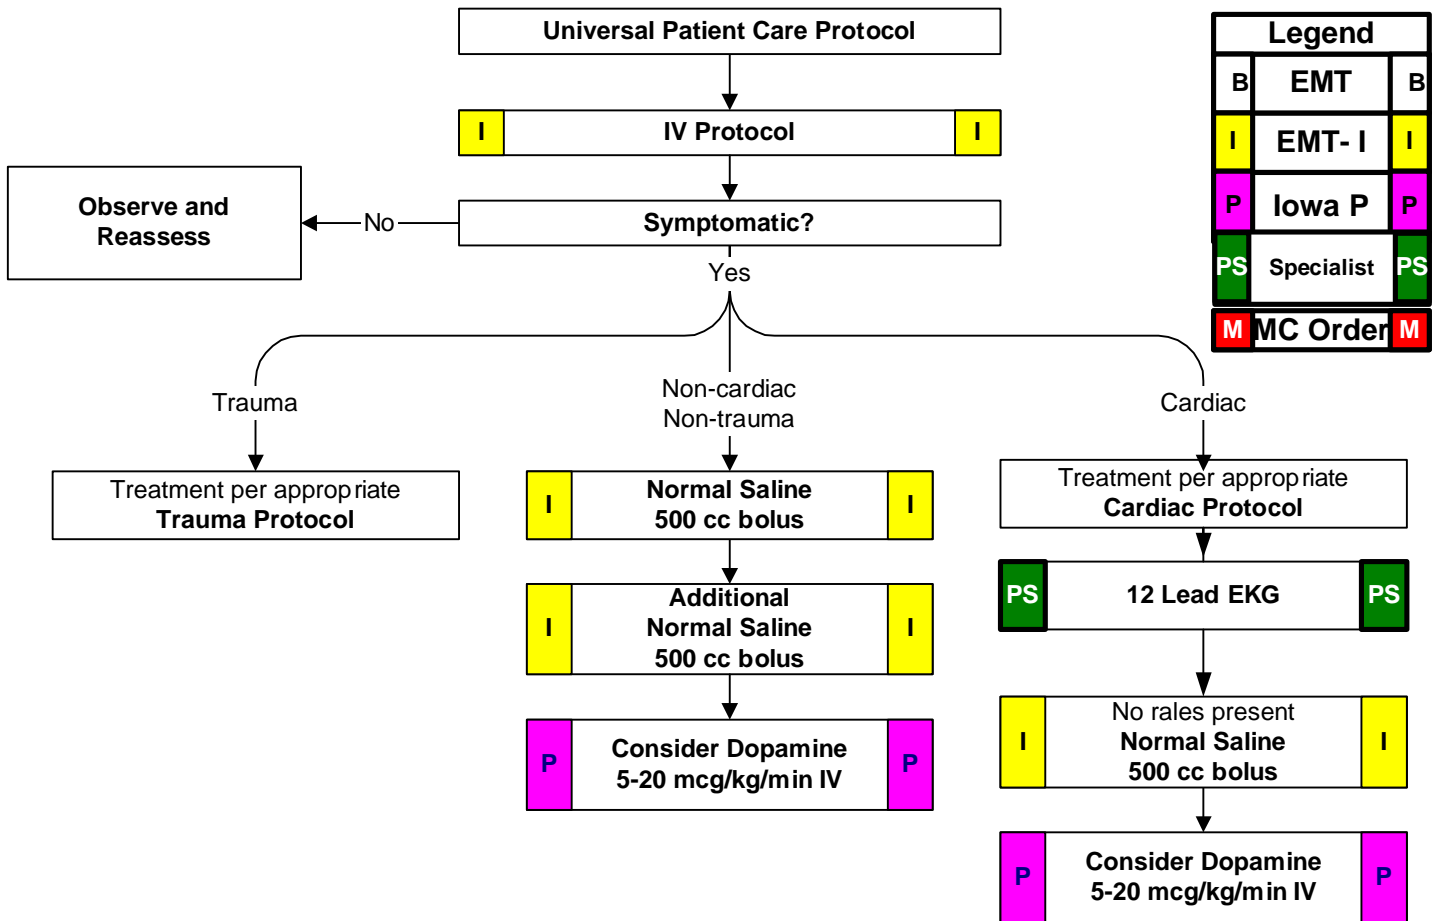 Universal Patient Care Protocol
Legend
B EMT B
I EMT- I I
P Iowa P P
PS Specialist PS
M MC Order M
I IV Protocol I
Observe and
Reassess
No
Symptomatic?
Yes
Trauma
Treatment per appropriate
Trauma Protocol
Non-cardiac
Non-trauma
I Normal Saline I
500 cc bolus
Additional
I Normal Saline I
500 cc bolus
P Consider Dopamine P
5-20 mcg/kg/min IV
Cardiac
Treatment per appropriate
Cardiac Protocol
PS 12 Lead EKG PS
No rales present
I Normal Saline I
500 cc bolus
P Consider Dopamine P
5-20 mcg/kg/min IV